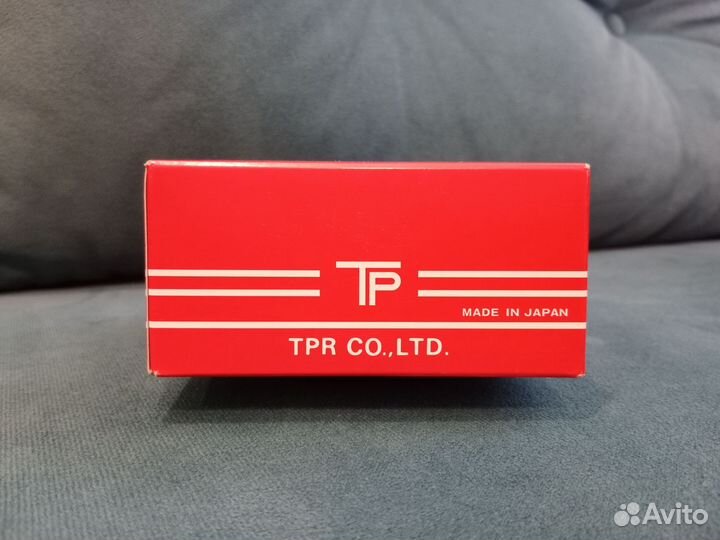 TP
MADE IN JAPAN
TPR CO.,LTD.
Avito